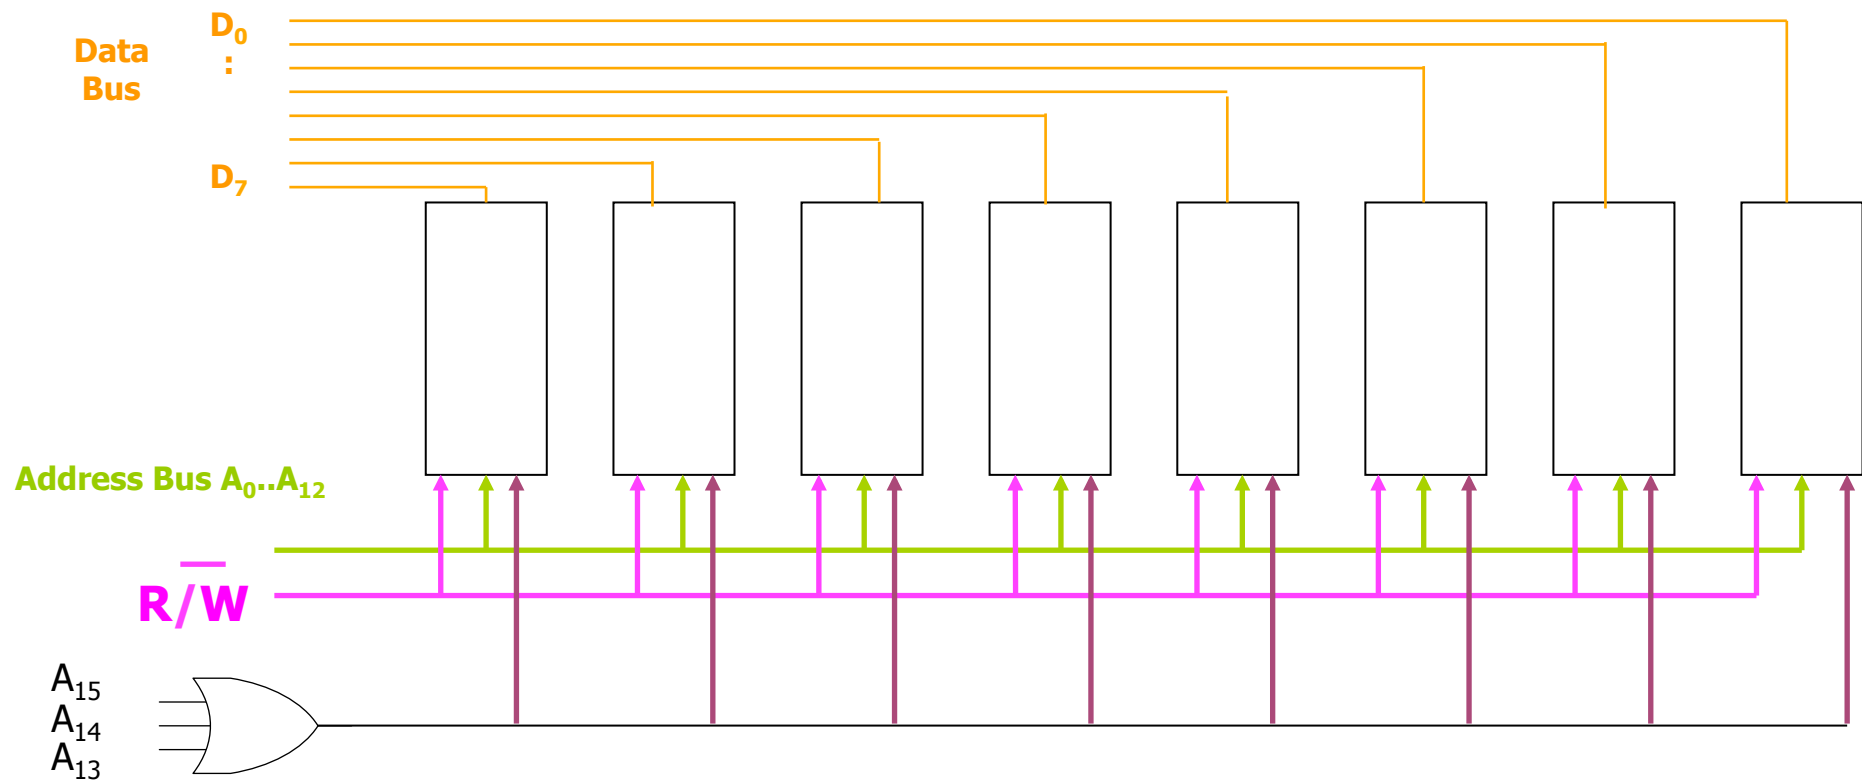 D₀
Data
Bus
:
D₇
Address Bus A₀..A₁₂
R/W̅
A₁₅
A₁₄
A₁₃